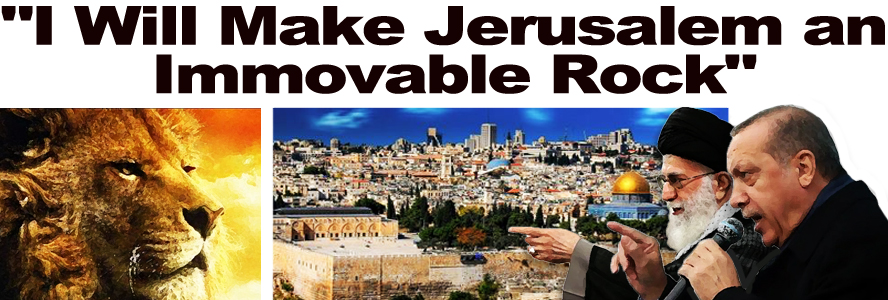 "I Will Make Jerusalem an
Immovable Rock"